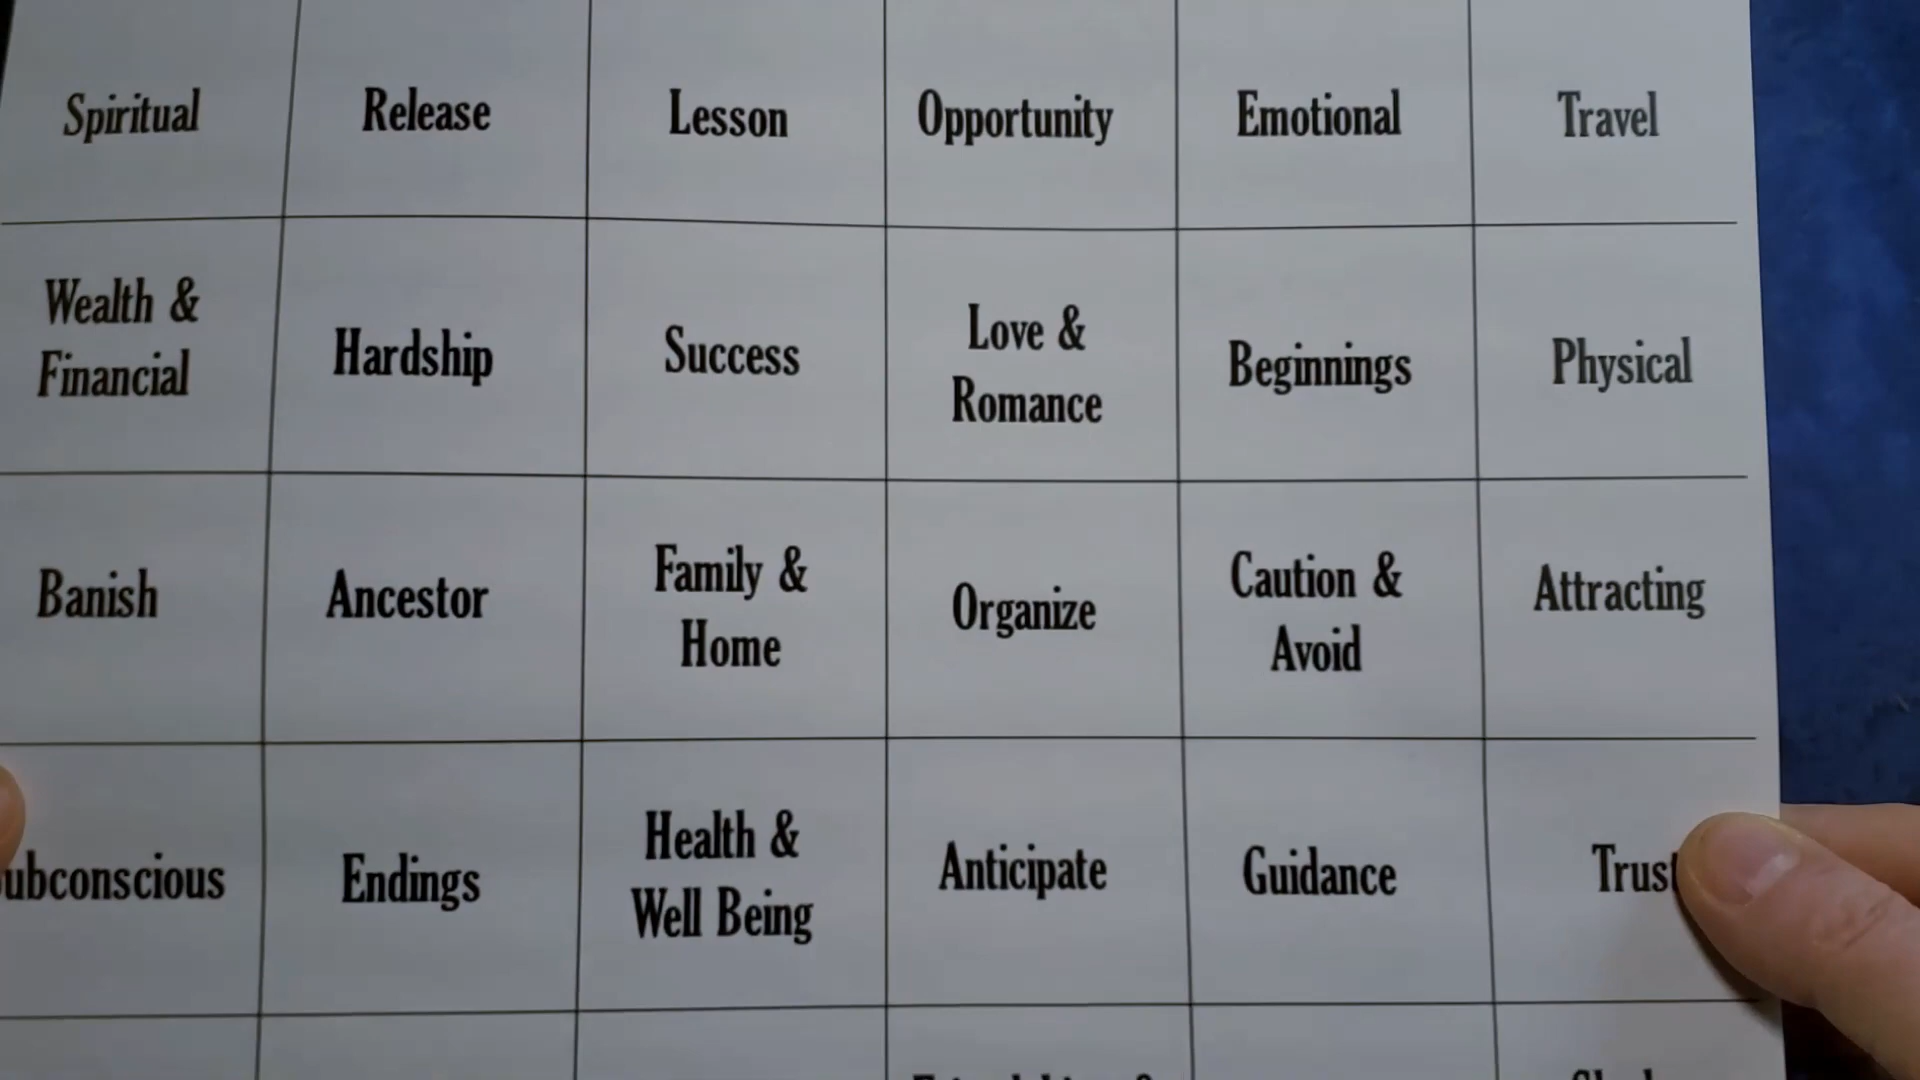 Spiritual Release Lesson Opportunity Emotional Travel
Wealth &
Financial
Hardship Success
Love &
Romance
Beginnings Physical
Banish Ancestor
Family &
Home
Organize
Caution &
Avoid
Attracting
ubconscious Endings
Health &
Well Being
Anticipate Guidance Trust